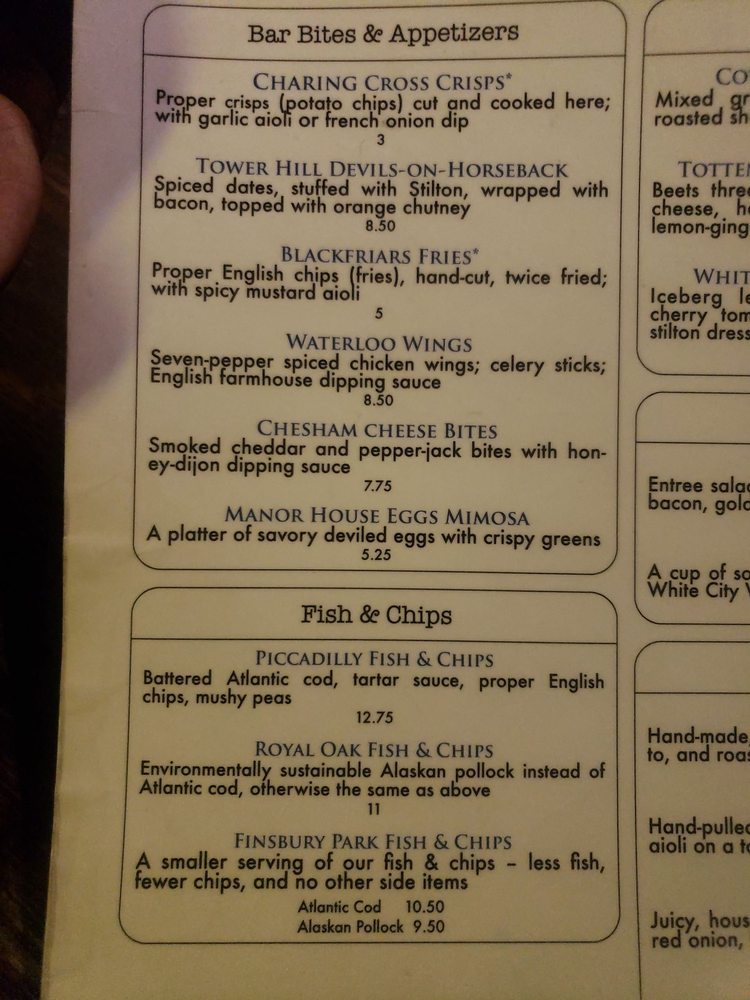 Bar Bites & Appetizers
CHARING CROSS CRISPS*
Proper crisps (potato chips) cut and cooked here;
with garlic aioli or french onion dip
3
TOWER HILL DEVILS-ON-HORSEBACK
Spiced dates, stuffed with Stilton, wrapped with
bacon, topped with orange chutney
8.50
BLACKFRIARS FRIES*
Proper English chips (fries), hand-cut, twice fried;
with spicy mustard aioli
5
WATERLOO WINGS
Seven-pepper spiced chicken wings; celery sticks;
English farmhouse dipping sauce
8.50
CHESHAM CHEESE BITES
Smoked cheddar and pepper-jack bites with hon-
ey-dijon dipping sauce
7.75
MANOR HOUSE EGGS MIMOSA
A platter of savory deviled eggs with crispy greens
5.25
Fish & Chips
PICCADILLY FISH & CHIPS
Battered Atlantic cod, tartar sauce, proper English
chips, mushy peas
12.75
ROYAL OAK FISH & CHIPS
Environmentally sustainable Alaskan pollock instead of
Atlantic cod, otherwise the same as above
11
FINSBURY PARK FISH & CHIPS
A smaller serving of our fish & chips – less fish,
fewer chips, and no other side items
Atlantic Cod 10.50
Alaskan Pollock 9.50
Mixed
roasted
Beets
cheese,
lemon-ging
Iceberg
cherry tom
stilton dress
Entree salad
bacon,
A cup of
White City
Hand-made,
to, and
Hand-pulled
aioli on a
Juicy,
red onion,